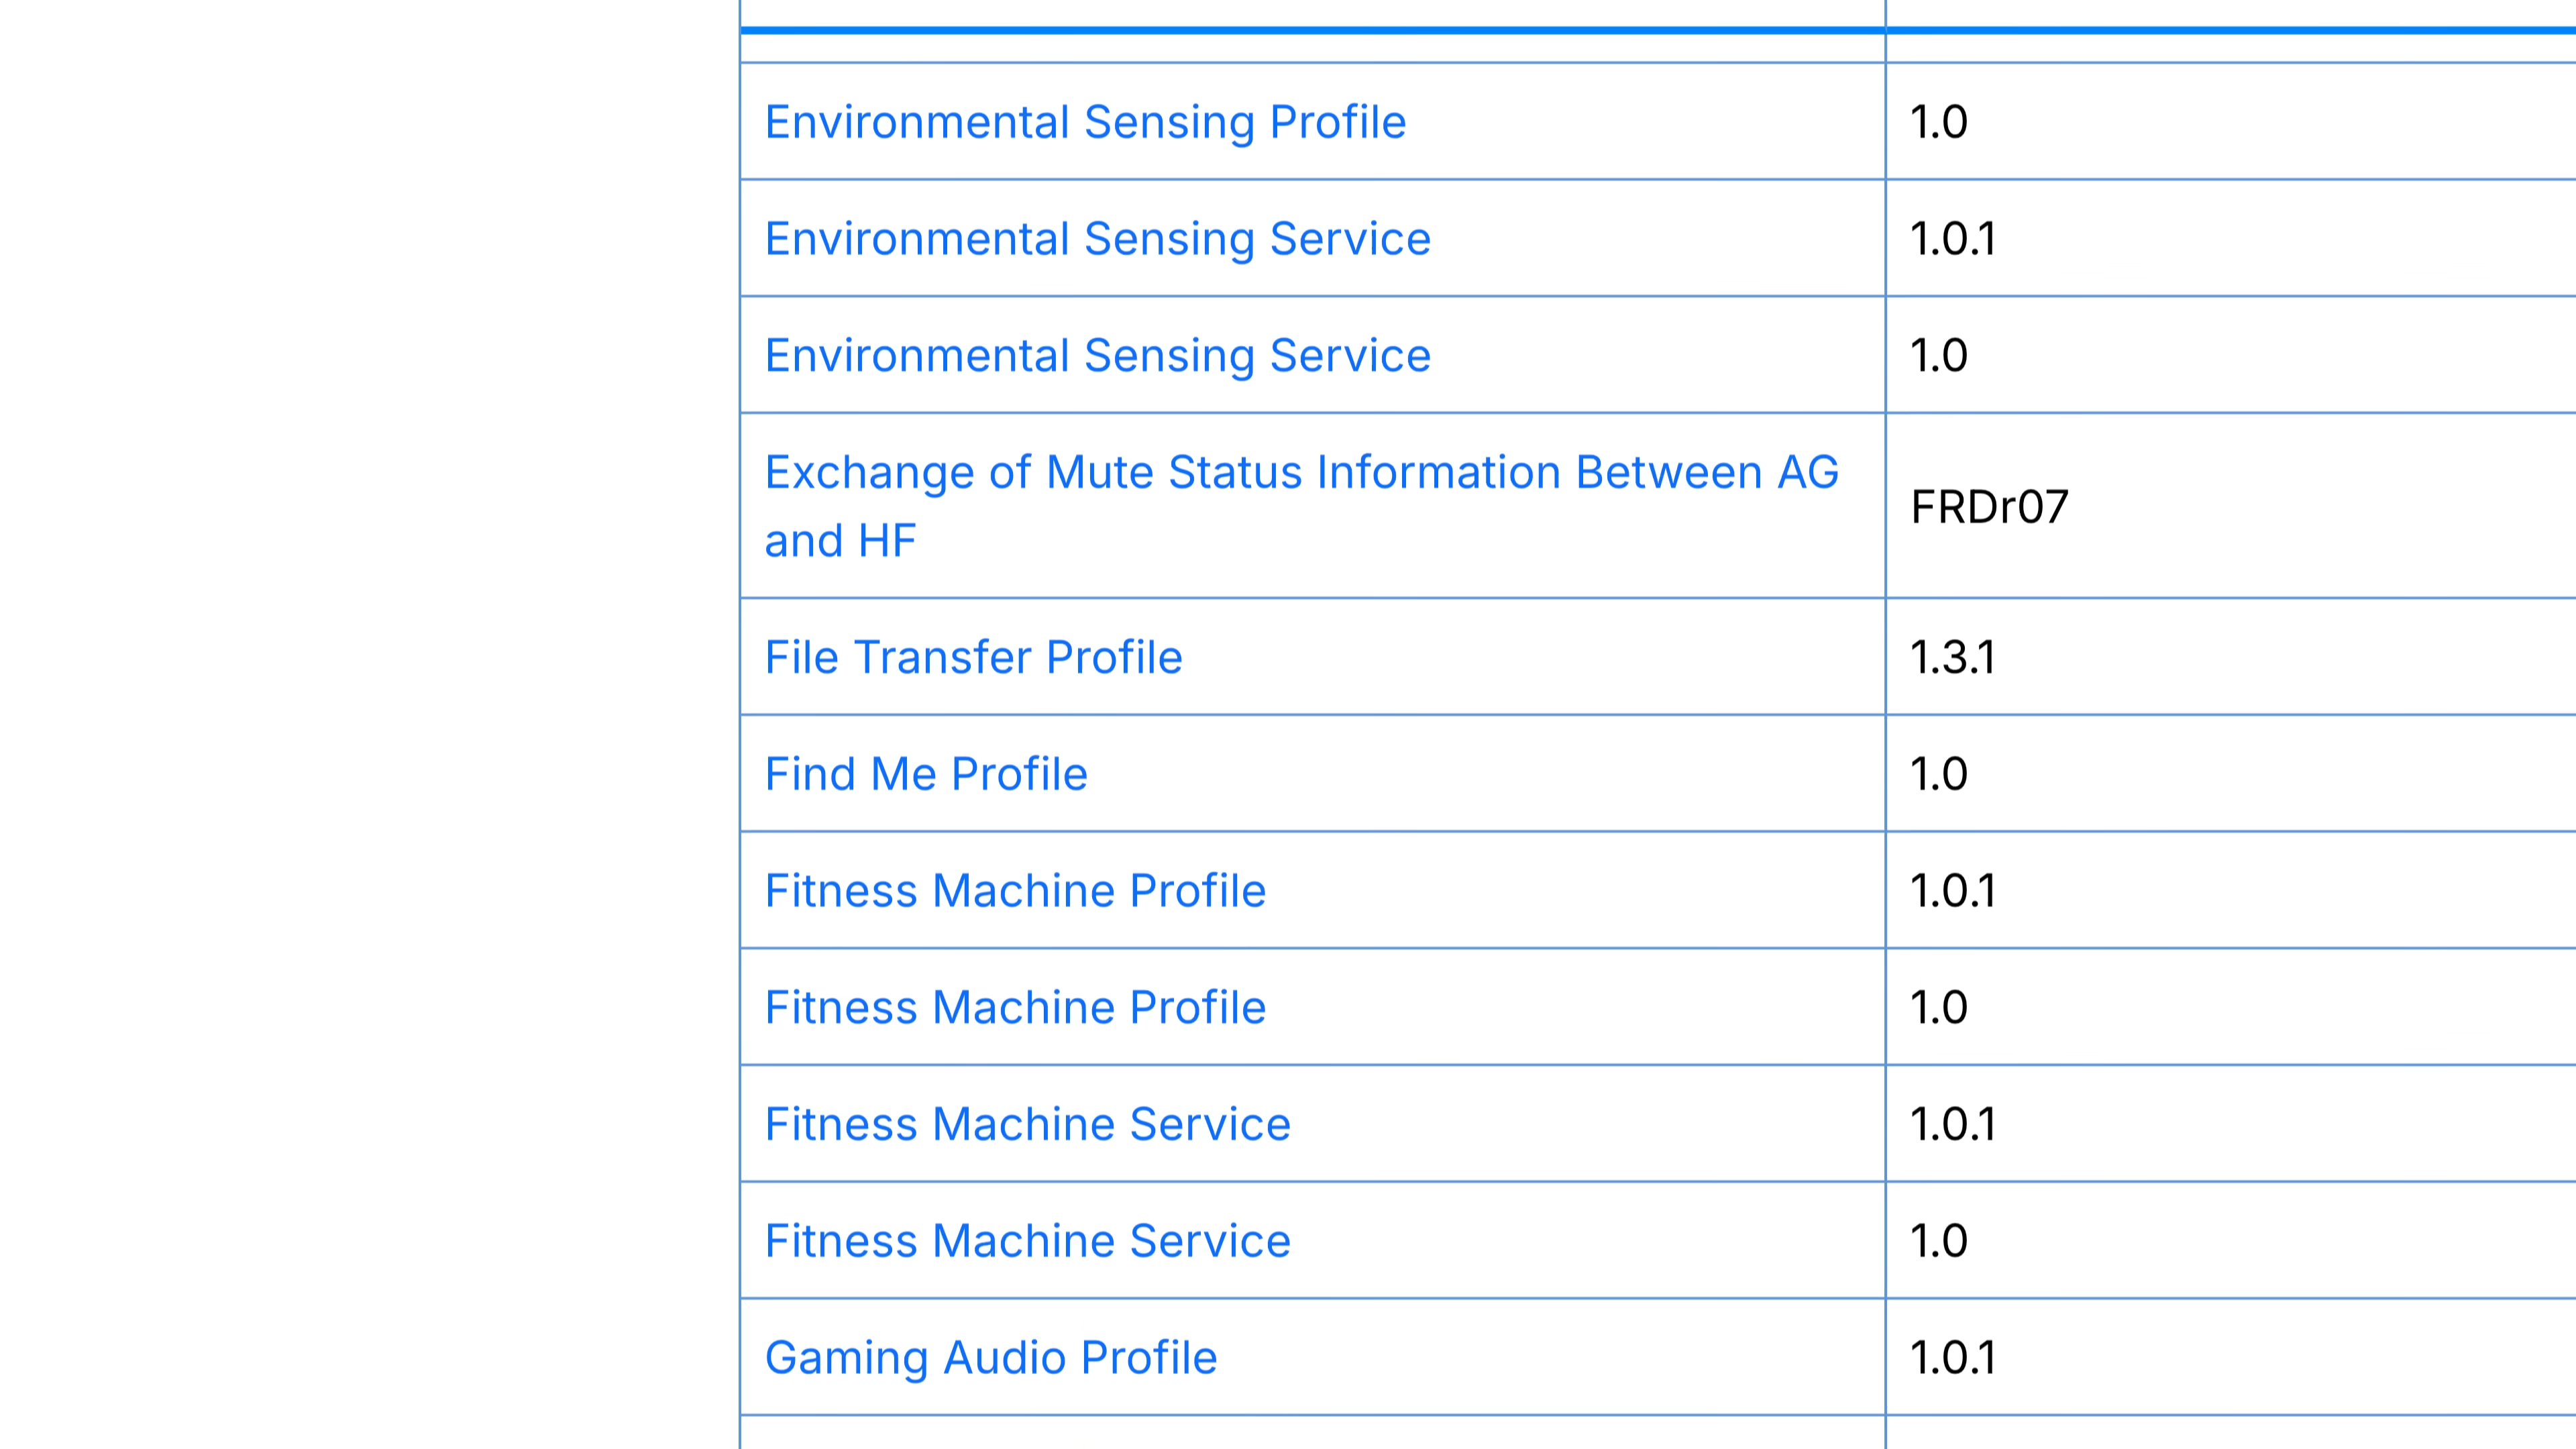 Environmental Sensing Profile 1.0
Environmental Sensing Service 1.0.1
Environmental Sensing Service 1.0
Exchange of Mute Status Information Between AG
and HF
FRDr07
File Transfer Profile 1.3.1
Find Me Profile 1.0
Fitness Machine Profile 1.0.1
Fitness Machine Profile 1.0
Fitness Machine Service 1.0.1
Fitness Machine Service 1.0
Gaming Audio Profile 1.0.1